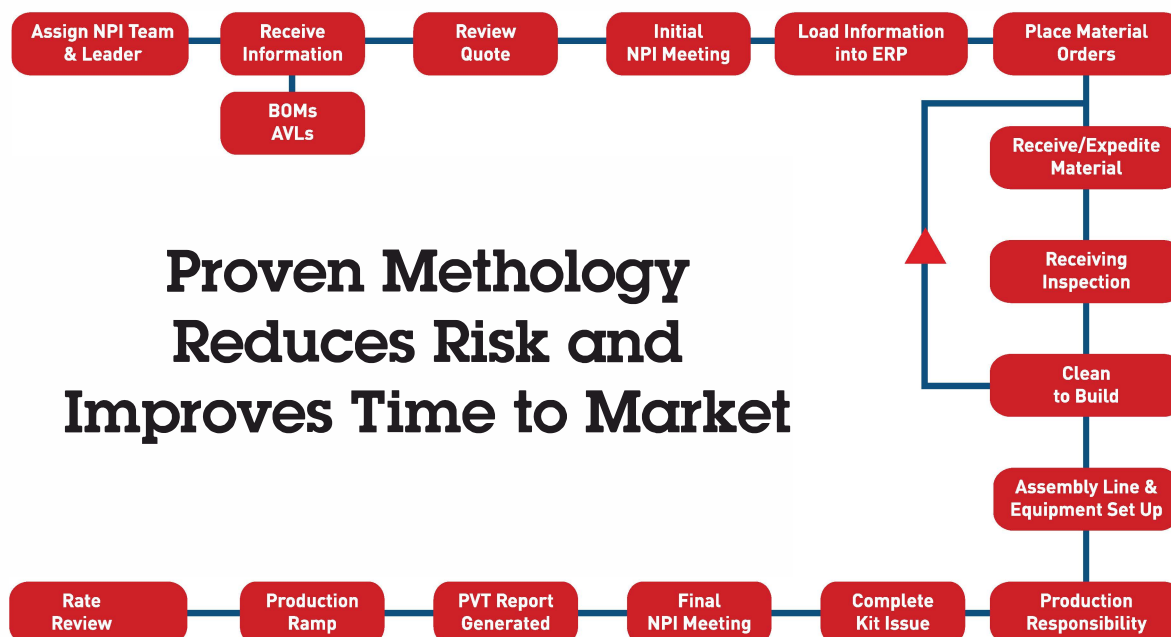 Assign NPI Team
& Leader
Receive
Information
Review
Quote
Initial
NPI Meeting
Load Information
into ERP
Place Material
Orders
BOMs
AVLs
Receive/Expedite
Material
Receiving
Inspection
Clean
to Build
Assembly Line &
Equipment Set Up
Proven Methology
Reduces Risk and
Improves Time to Market
Rate
Review
Production
Ramp
PVT Report
Generated
Final
NPI Meeting
Complete
Kit Issue
Production
Responsibility